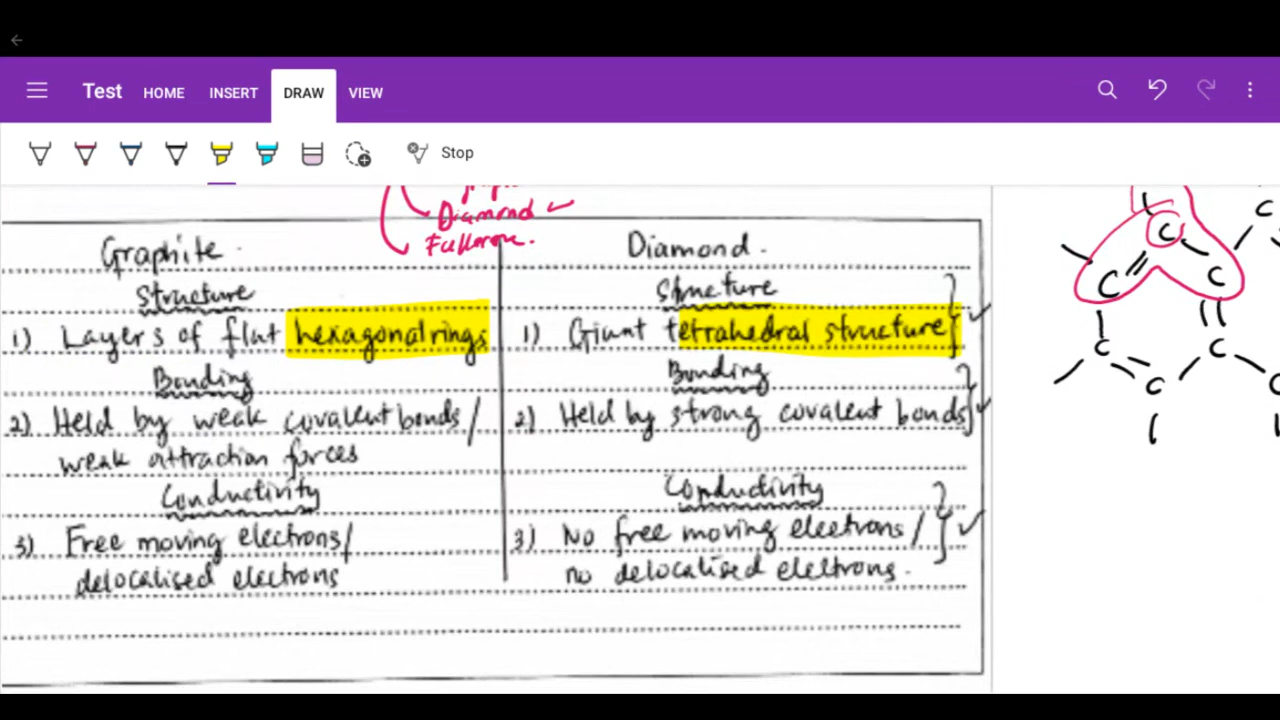 Test HOME INSERT DRAW VIEW
Stop
Diamond
Fullerene.
Graphite.
Structure
1) Layers of flat hexagonal rings
Bonding
2) Held by weak covalent bonds/
weak attraction forces
Conductivity
3) Free moving electrons/
delocalised electrons
Diamond.
Structure
1) Giant tetrahedral structure
Bonding
2) Held by strong covalent bonds
Conductivity
3) No free moving electrons/
no delocalised electrons.
C C
C C
C C
C C